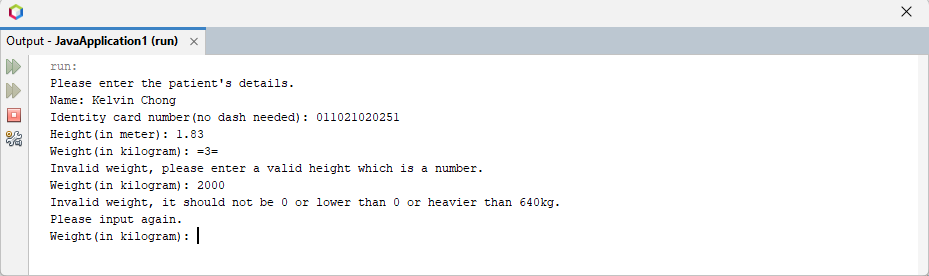 Output - JavaApplication1 (run) ×
run:
Please enter the patient's details.
Name: Kelvin Chong
Identity card number(no dash needed): 011021020251
Height(in meter): 1.83
Weight(in kilogram): =3=
Invalid weight, please enter a valid height which is a number.
Weight(in kilogram): 2000
Invalid weight, it should not be 0 or lower than 0 or heavier than 640kg.
Please input again.
Weight(in kilogram):